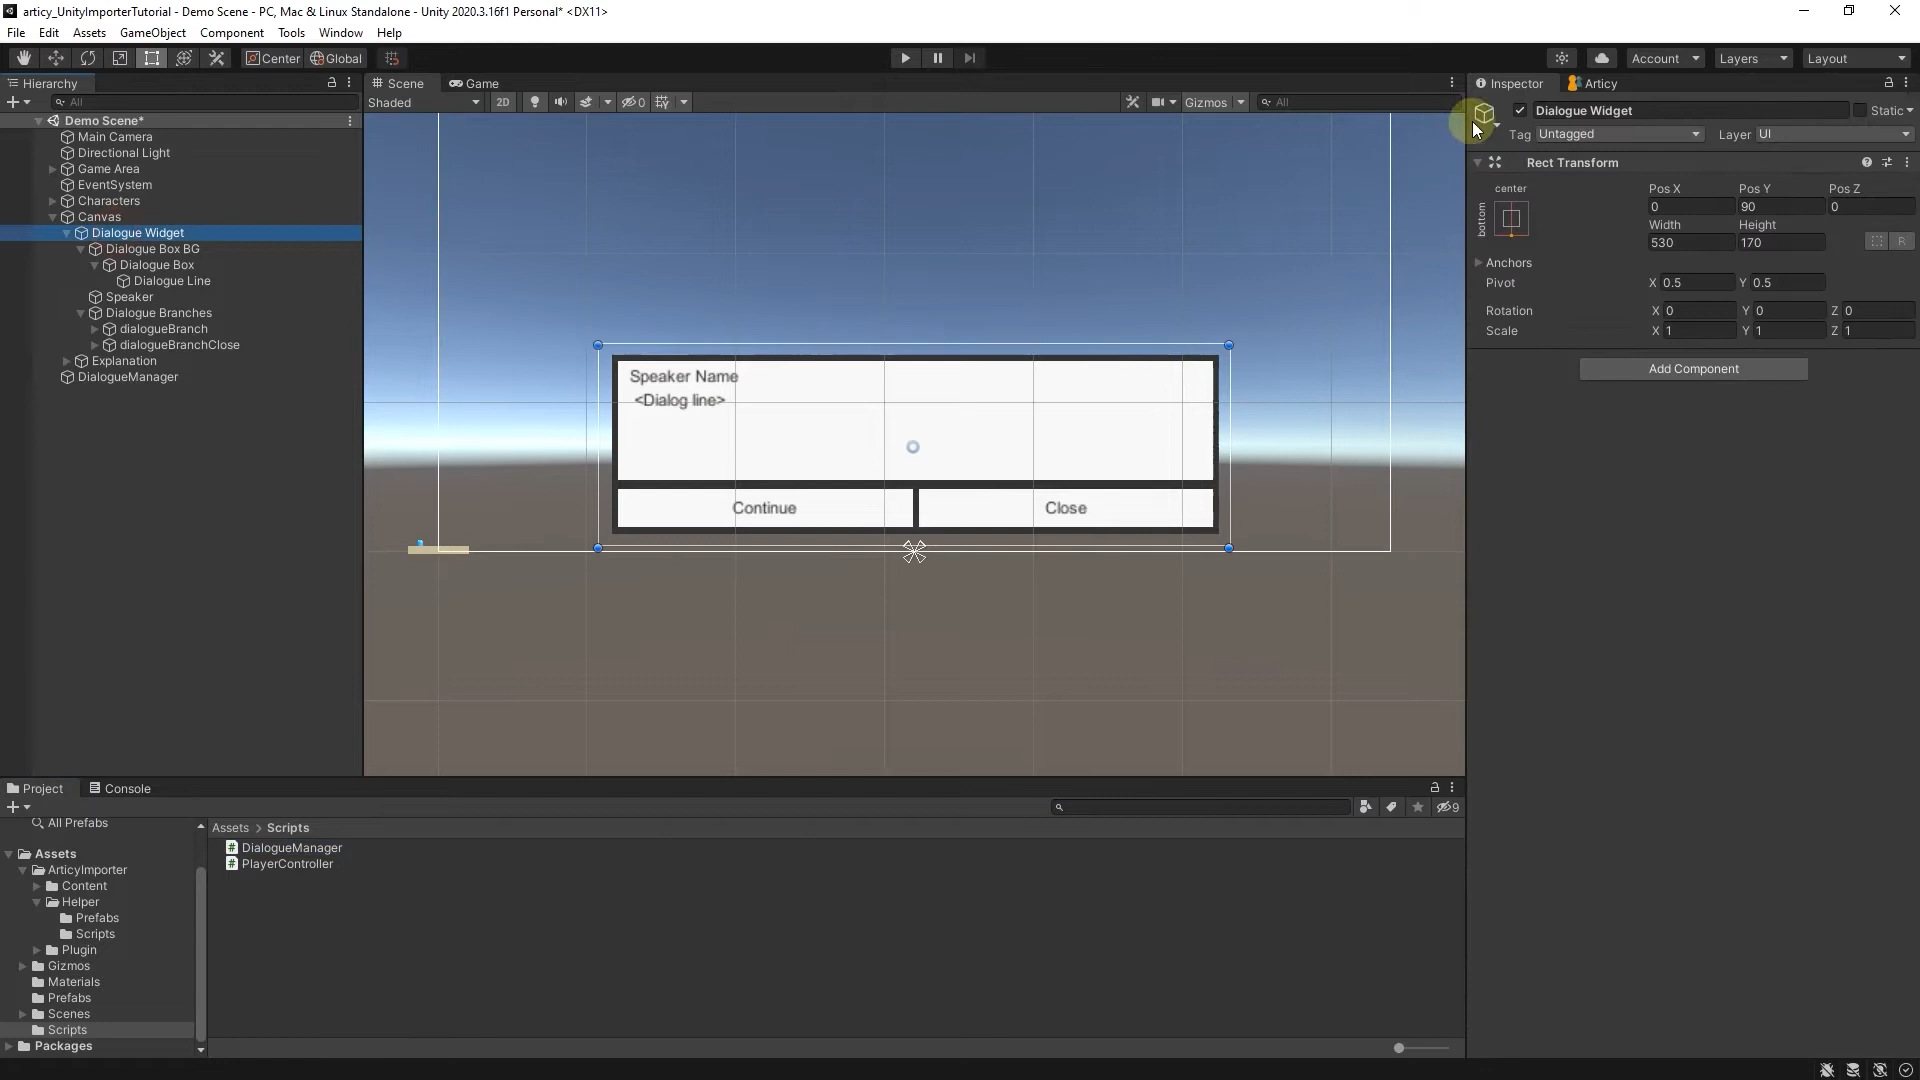 articy_UnityImporterTutorial - Demo Scene - PC, Mac & Linux Standalone - Unity 2020.3.16f1 Personal* <DX11>
File Edit Assets GameObject Component Tools Window Help
Center Global Account Layers Layout
Hierarchy
All
Demo Scene*
Main Camera
Directional Light
Game Area
EventSystem
Characters
Canvas
Dialogue Widget
Dialogue Box BG
Dialogue Box
Dialogue Line
Speaker
Dialogue Branches
dialogueBranch
dialogueBranchClose
Explanation
DialogueManager
Scene Game
Shaded 2D 0 Gizmos All
Speaker Name
<Dialog line>
Continue Close
Inspector Articy
Dialogue Widget Static
Tag Untagged Layer UI
Rect Transform
center
bottom
Pos X Pos Y Pos Z
0 90 0
Width Height
530 170
R
Anchors
Pivot X 0.5 Y 0.5
Rotation X 0 Y 0 Z 0
Scale X 1 Y 1 Z 1
Add Component
Project Console
9
All Prefabs
Assets
ArticyImporter
Content
Helper
Prefabs
Scripts
Plugin
Gizmos
Materials
Prefabs
Scenes
Scripts
Packages
Assets > Scripts
DialogueManager
PlayerController